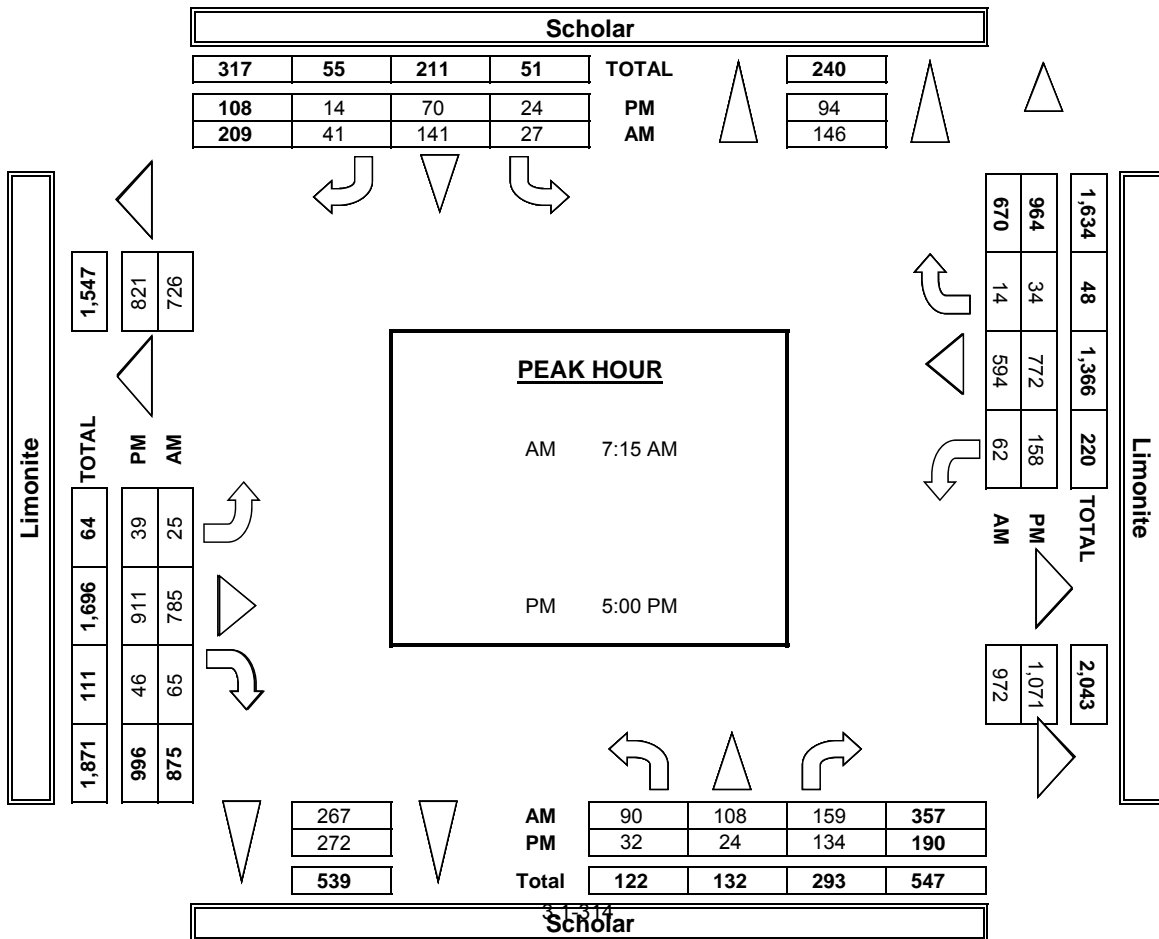 Scholar
317 55 211 51 TOTAL 240
108 14 70 24 PM 94
209 41 141 27 AM 146
Limonite
1,547
821
726
TOTAL PM AM
64 39 25
1,696 911 785
111 46 65
1,871 996 875
PEAK HOUR
AM 7:15 AM
PM 5:00 PM
670 964 1,634
14 34 48
594 772 1,366
62 158 220
AM PM TOTAL
972 1,071 2,043
Limonite
267 AM 90 108 159 357
272 PM 32 24 134 190
539 Total 122 132 293 547
3-1-314
Scholar